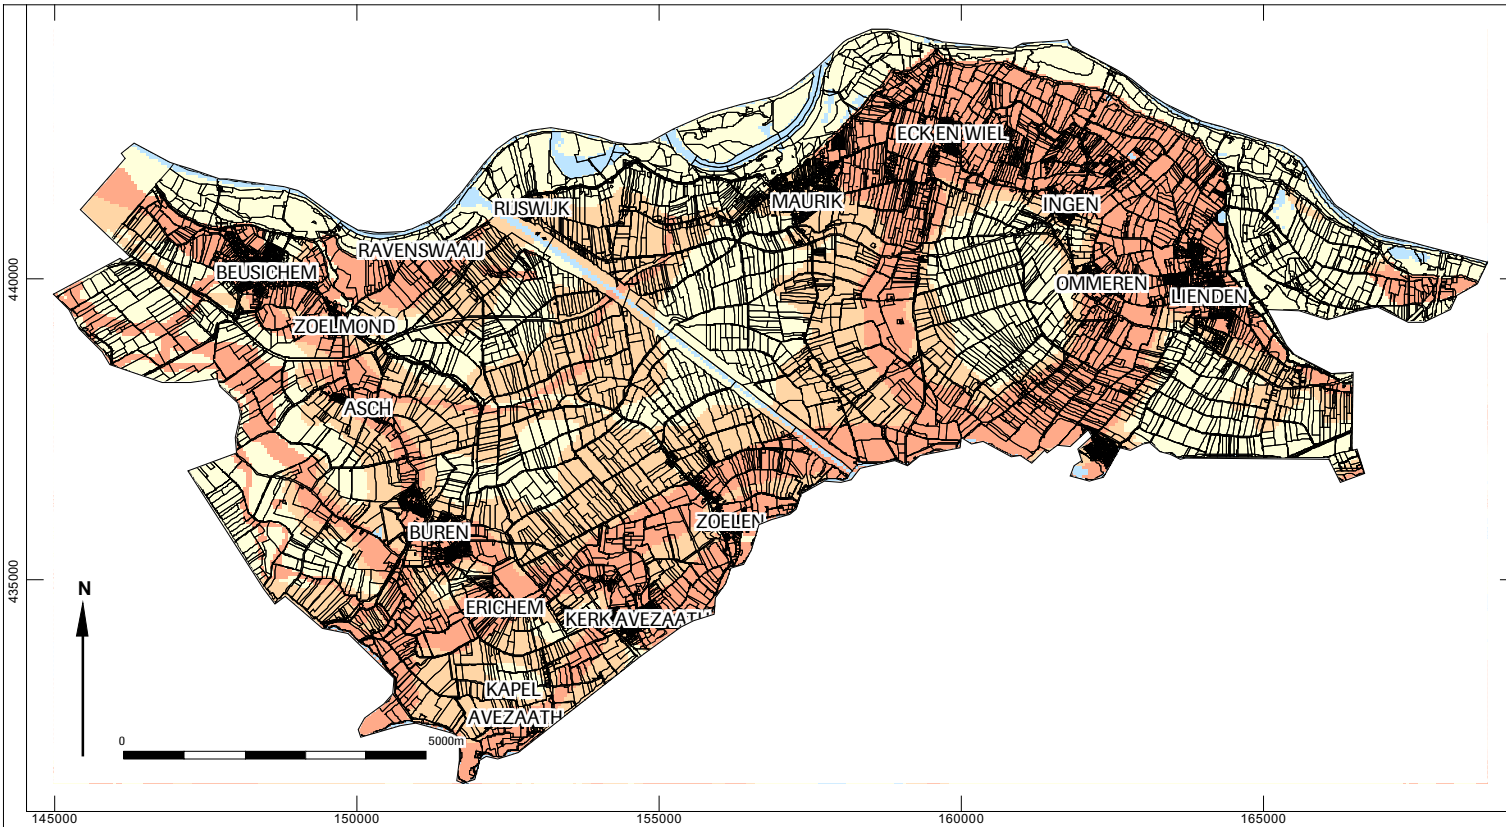 ECK EN WIEL
MAURIK
RIJSWIJK
INGEN
RAVENSWAAIJ
BEUSICHEM
OMMEREN
LIENDEN
ZOELMOND
ASCH
ZOELEN
BUREN
ERICHEM
KERK AVEZAATH
KAPEL
AVEZAATH
N
0 5000m
440000
435000
145000 150000 155000 160000 165000